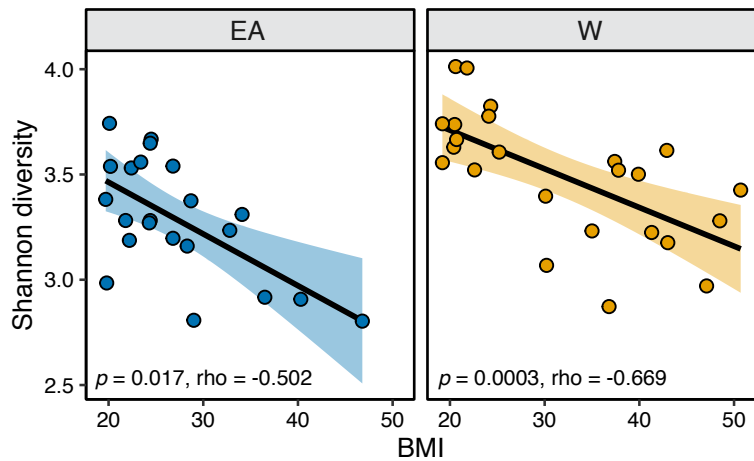 EA
W
Shannon diversity
4.0
3.5
3.0
2.5
p = 0.017, rho = -0.502
p = 0.0003, rho = -0.669
20 30 40 50
20 30 40 50
BMI